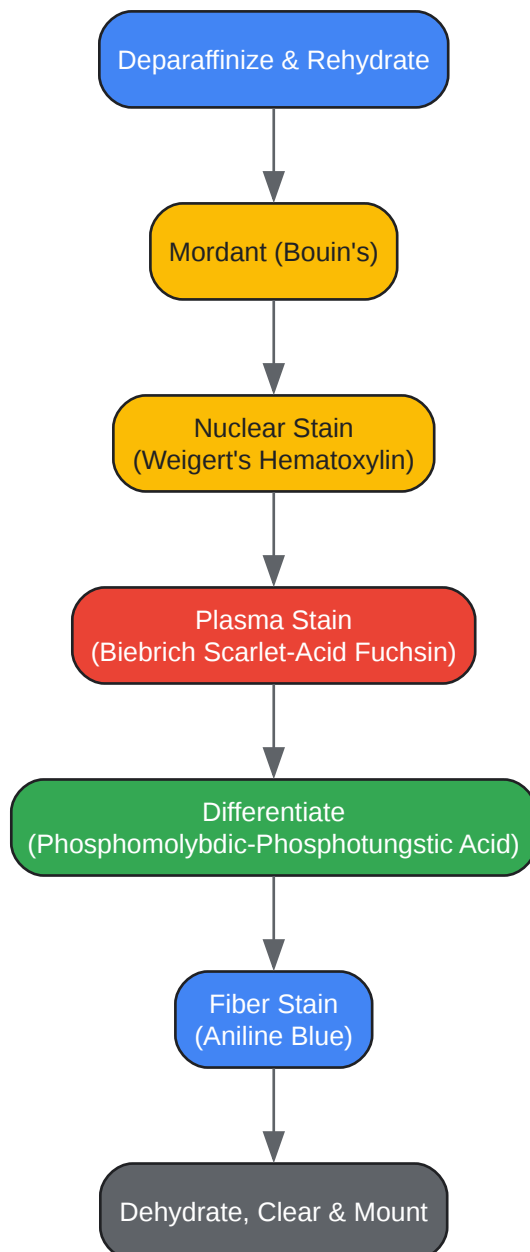 Deparaffinize & Rehydrate
Mordant (Bouin's)
Nuclear Stain
(Weigert's Hematoxylin)
Plasma Stain
(Biebrich Scarlet-Acid Fuchsin)
Differentiate
(Phosphomolybdic-Phosphotungstic Acid)
Fiber Stain
(Aniline Blue)
Dehydrate, Clear & Mount